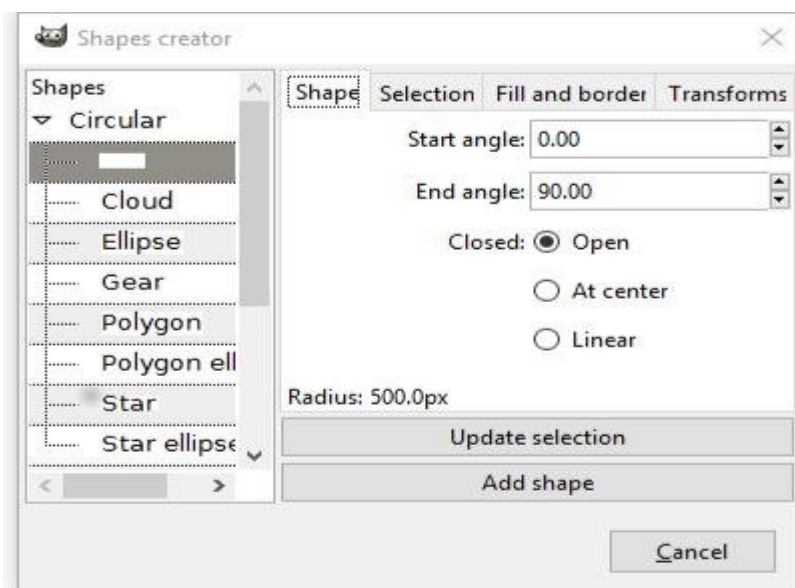 Shapes creator
Shapes
Circular
Cloud
Ellipse
Gear
Polygon
Polygon ell
Star
Star ellipse
Shape Selection Fill and border Transforms
Start angle: 0.00
End angle: 90.00
Closed: Open
At center
Linear
Radius: 500.0px
Update selection
Add shape
Cancel